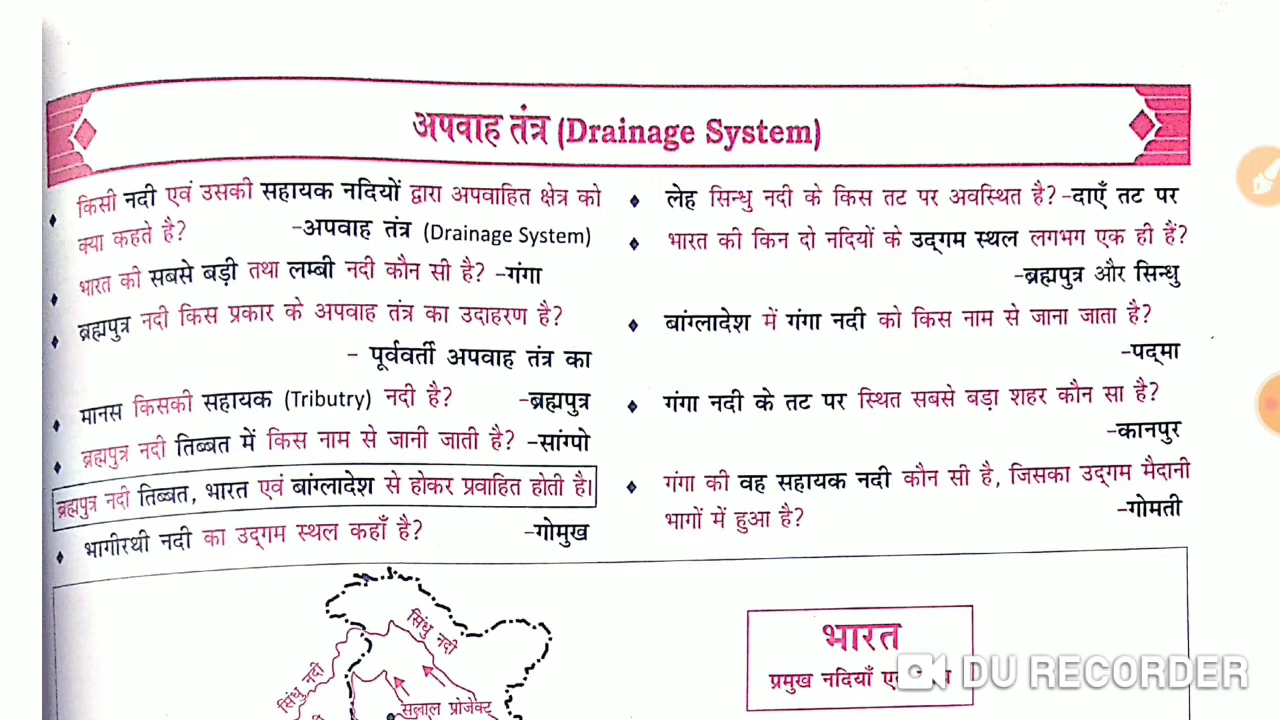 अपवाह तंत्र (Drainage System)
किसी नदी एवं उसकी सहायक नदियों द्वारा अपवाहित क्षेत्र को
क्या कहते है? -अपवाह तंत्र (Drainage System)
भारत की सबसे बड़ी तथा लम्बी नदी कौन सी है? -गंगा
ब्रह्मपुत्र नदी किस प्रकार के अपवाह तंत्र का उदाहरण है?
- पूर्ववर्ती अपवाह तंत्र का
मानस किसकी सहायक (Tributry) नदी है? -ब्रह्मपुत्र
ब्रह्मपुत्र नदी तिब्बत में किस नाम से जानी जाती है? -सांग्पो
ब्रह्मपुत्र नदी तिब्बत, भारत एवं बांग्लादेश से होकर प्रवाहित होती है।
भागीरथी नदी का उद्‌गम स्थल कहाँ है? -गोमुख
लेह सिन्धु नदी के किस तट पर अवस्थित है? -दाएँ तट पर
भारत की किन दो नदियों के उद्‌गम स्थल लगभग एक ही हैं?
-ब्रह्मपुत्र और सिन्धु
बांग्लादेश में गंगा नदी को किस नाम से जाना जाता है?
-पद्‌मा
गंगा नदी के तट पर स्थित सबसे बड़ा शहर कौन सा है?
-कानपुर
गंगा की वह सहायक नदी कौन सी है, जिसका उद्‌गम मैदानी
भागों में हुआ है? -गोमती
सिंधु नदी
सिंधु नदी
सलाल प्रोजेक्ट
भारत
प्रमुख नदियाँ
DU RECORDER